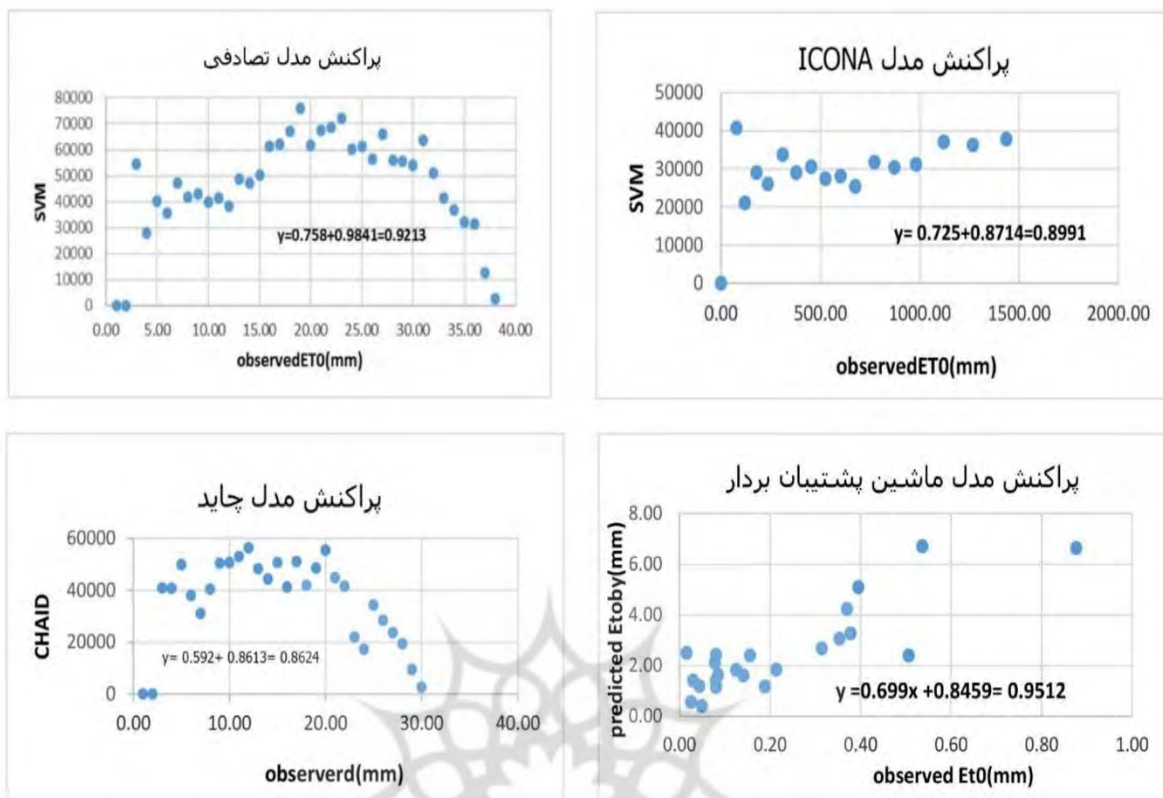 پراکنش مدل تصادفی
80000
70000
60000
50000
40000
30000
20000
10000
0
SVM
y=0.758+0.9841=0.9213
0.00 5.00 10.00 15.00 20.00 25.00 30.00 35.00 40.00
observedET0(mm)
پراکنش مدل ICONA
50000
40000
30000
20000
10000
0
SVM
y= 0.725+0.8714=0.8991
0.00 500.00 1000.00 1500.00 2000.00
observedET0(mm)
پراکنش مدل چاید
60000
40000
20000
0
CHAID
y= 0.592+ 0.8613= 0.8624
0.00 10.00 20.00 30.00 40.00
observerd(mm)
پراکنش مدل ماشین پشتیبان بردار
8.00
6.00
4.00
2.00
0.00
predicted Etoby(mm)
y =0.699x +0.8459= 0.9512
0.00 0.20 0.40 0.60 0.80 1.00
observed Et0(mm)